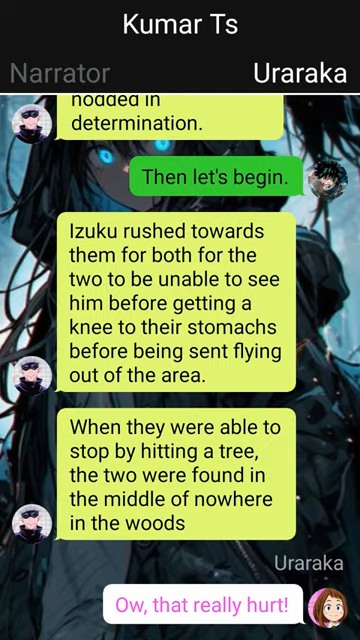 Kumar Ts
Narrator
Uraraka
nodded in
determination.
Then let's begin.
Izuku rushed towards
them for both for the
two to be unable to see
him before getting a
knee to their stomachs
before being sent flying
out of the area.
When they were able to
stop by hitting a tree,
the two were found in
the middle of nowhere
in the woods
Uraraka
Ow, that really hurt!